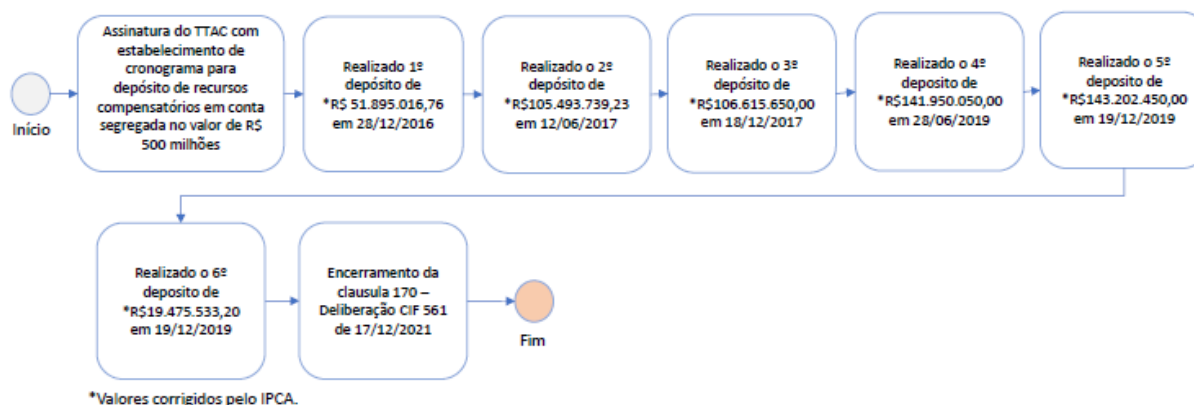 Início
Assinatura do TTAC com
estabelecimento de
cronograma para
depósito de recursos
compensatórios em conta
segregada no valor de R$
500 milhões
Realizado 1º
depósito de
*R$ 51.895.016,76
em 28/12/2016
Realizado o 2º
depósito de
*R$105.493.739,23
em 12/06/2017
Realizado o 3º
depósito de
*R$106.615.650,00
em 18/12/2017
Realizado o 4º
deposito de
*R$141.950.050,00
em 28/06/2019
Realizado o 5º
deposito de
*R$143.202.450,00
em 19/12/2019
Realizado o 6º
deposito de
*R$19.475.533,20
em 19/12/2019
Encerramento da
clausula 170 –
Deliberação CIF 561
de 17/12/2021
Fim
*Valores corrigidos pelo IPCA.